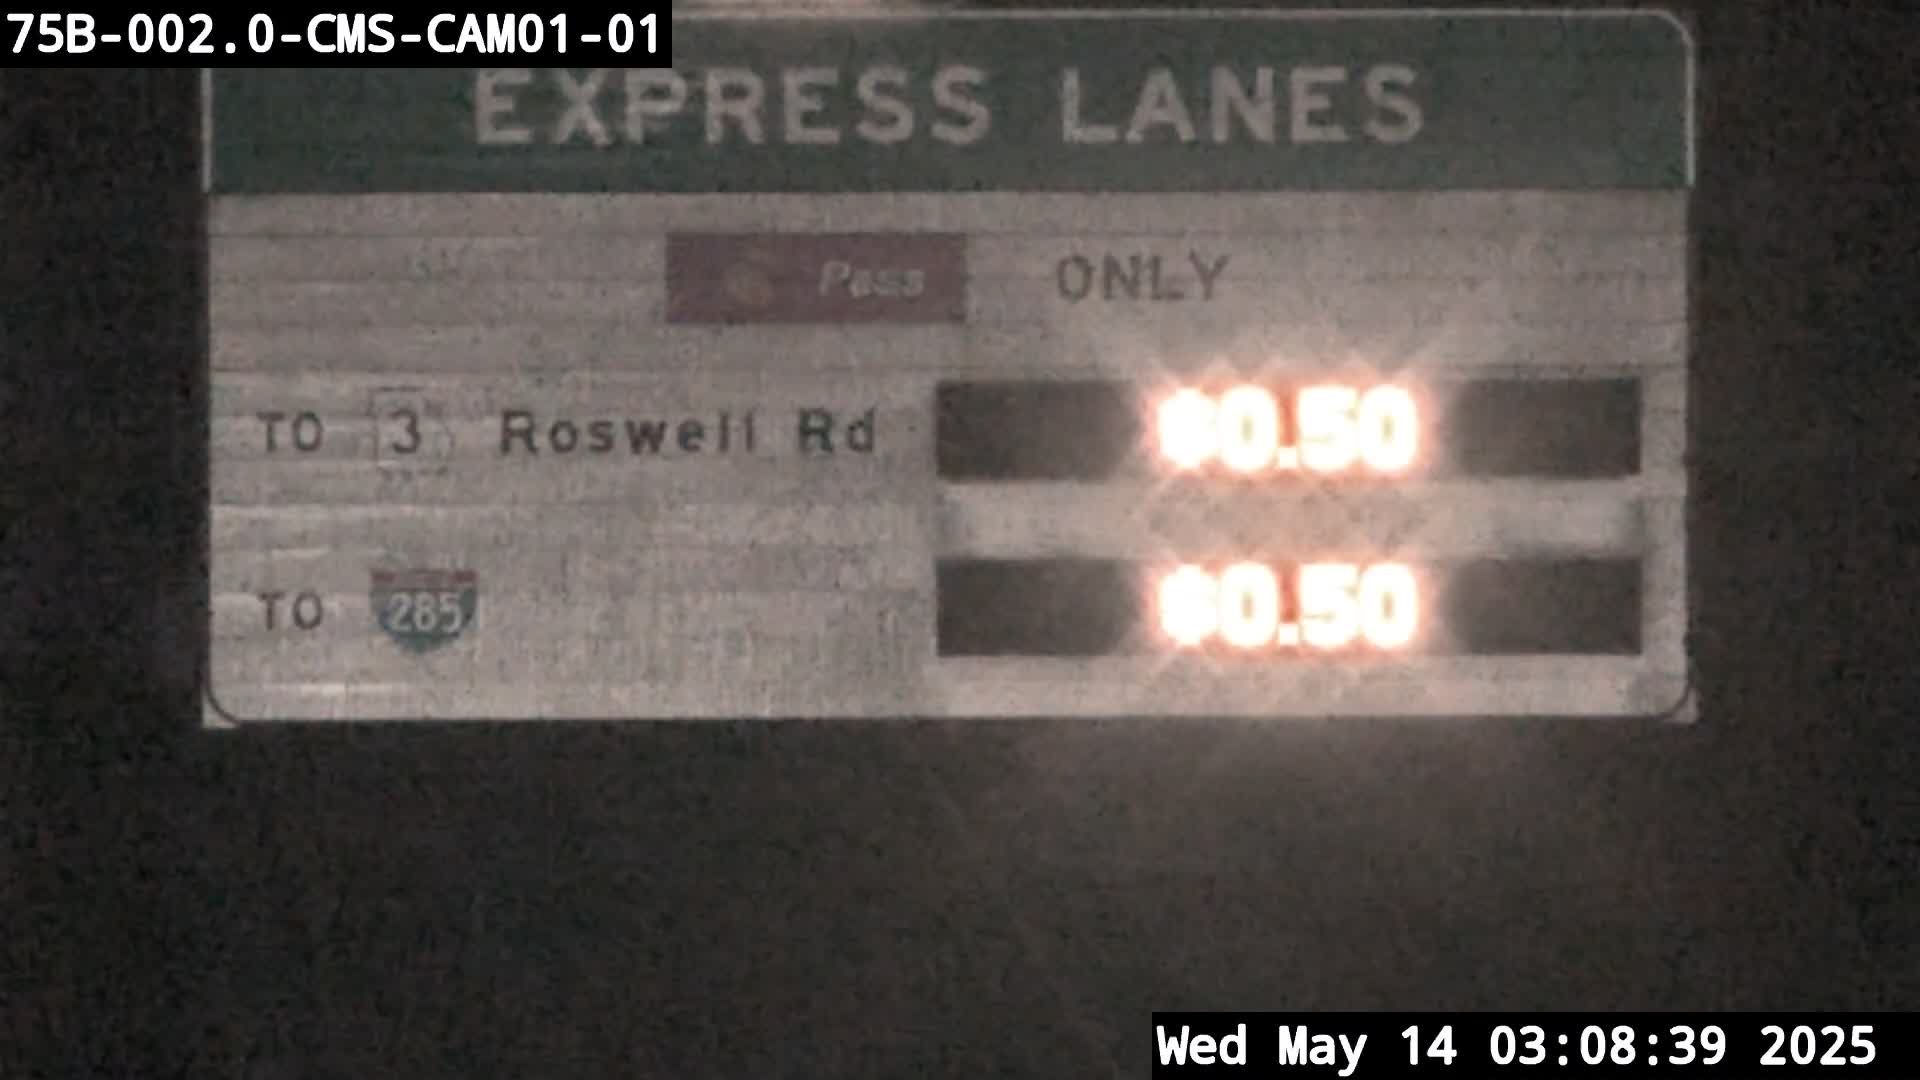 75B-002.0-CMS-CAM01-01
EXPRESS LANES
Pass ONLY
TO 3 Roswell Rd $0.50
TO 285 $0.50
Wed May 14 03:08:39 2025